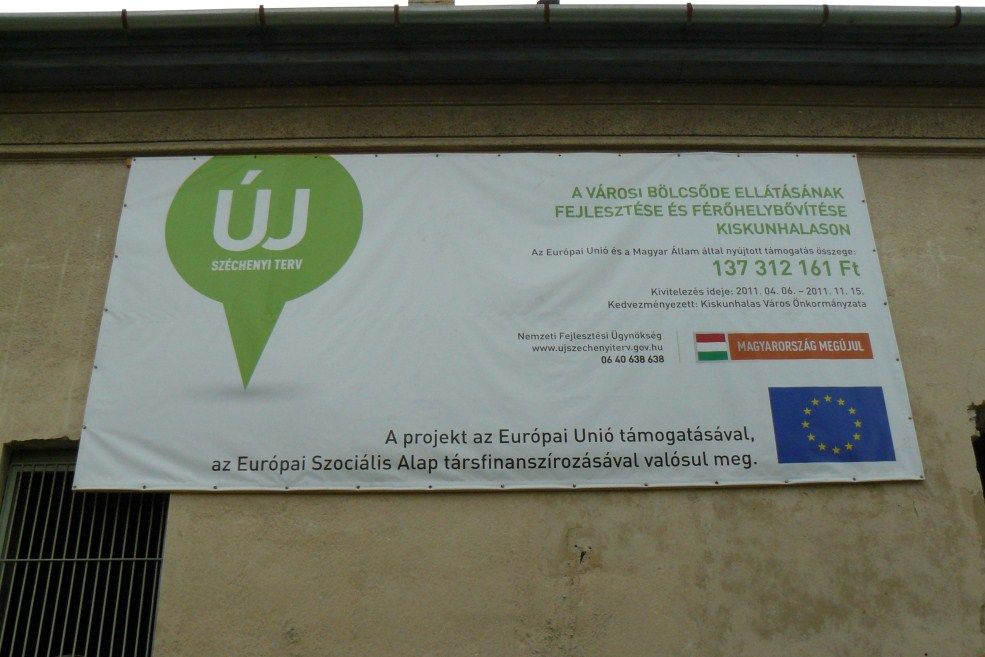 ÚJ
SZÉCHENYI TERV
A VÁROSI BÖLCSŐDE ELLÁTÁSÁNAK
FEJLESZTÉSE ÉS FÉRŐHELYBŐVÍTÉSE
KISKUNHALASON
Az Európai Unió és a Magyar Állam által nyújtott támogatás összege:
137 312 161 Ft
Kivitelezés ideje: 2011. 04. 06. – 2011. 11. 15.
Kedvezményezett: Kiskunhalas Város Önkormányzata
Nemzeti Fejlesztési Ügynökség
www.ujszechenyiterv.gov.hu
06 40 638 638
MAGYARORSZÁG MEGÚJUL
A projekt az Európai Unió támogatásával,
az Európai Szociális Alap társfinanszírozásával valósul meg.